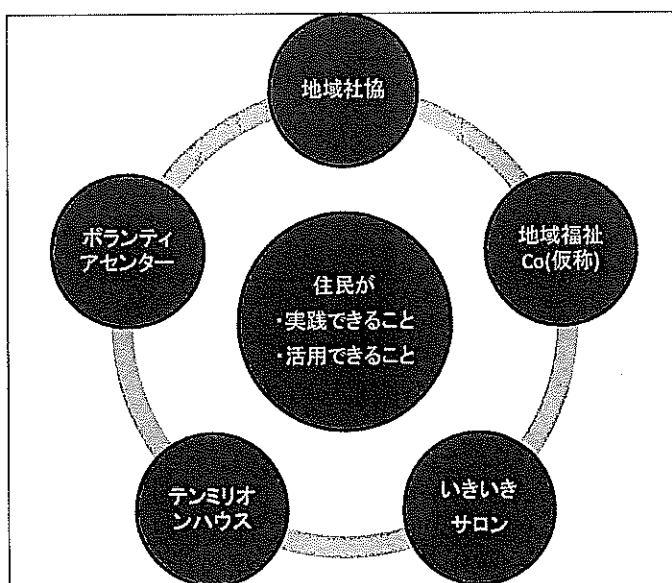 地域社協
地域福祉
Co(仮称)
いきいき
サロン
テンミリオ
ンハウス
ボランティ
アセンター
住民が
・実践できること
・活用できること